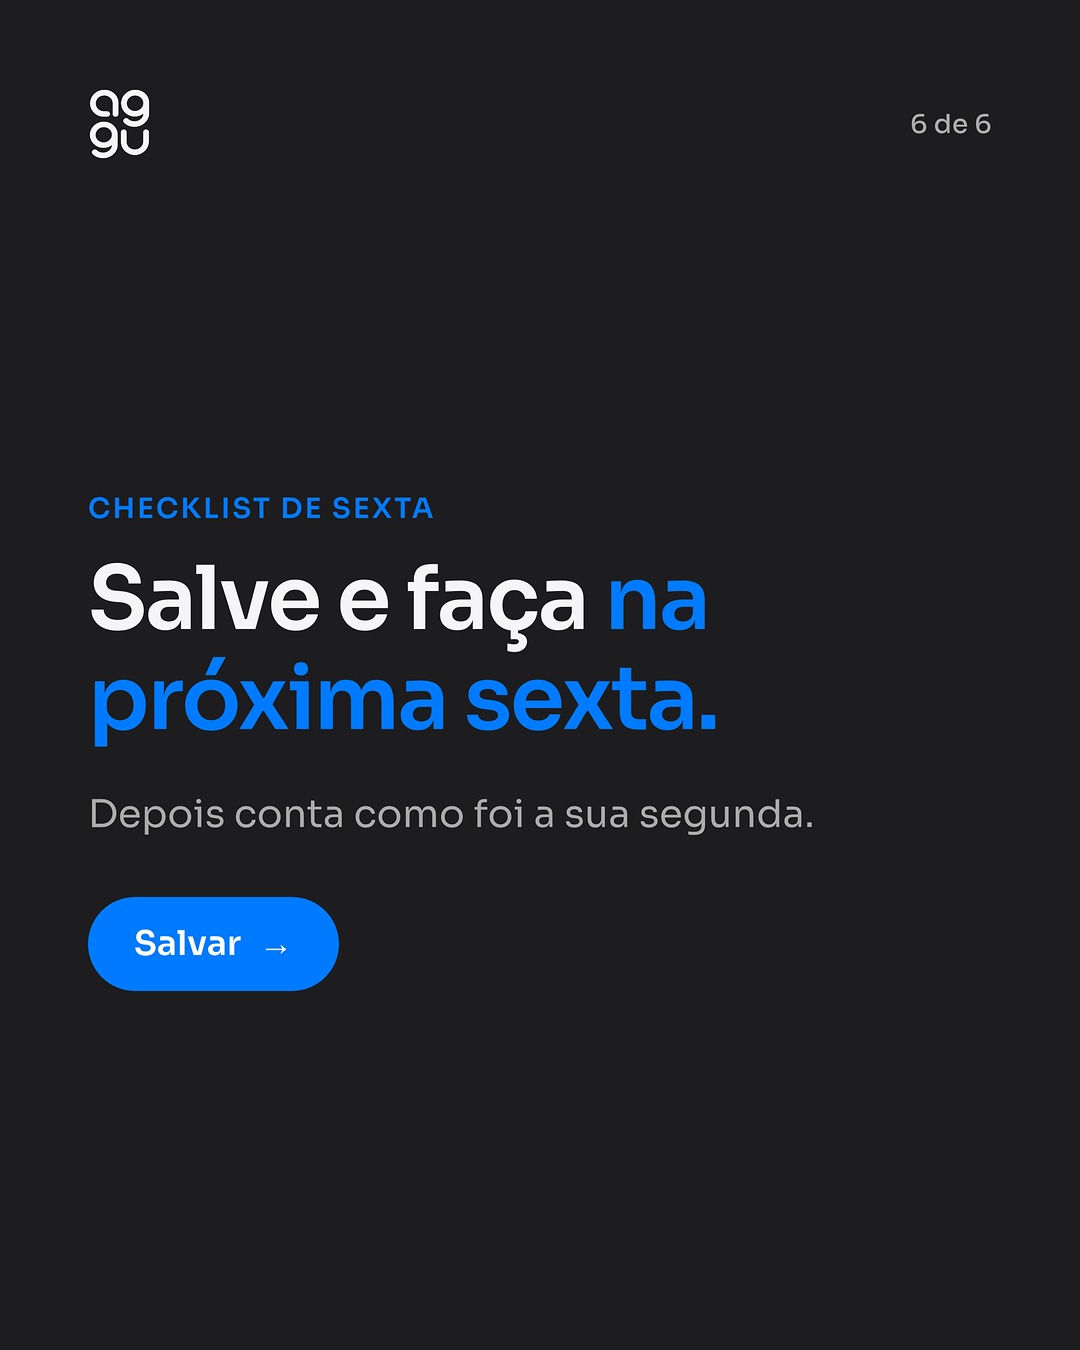 ag
gu
6 de 6
CHECKLIST DE SEXTA
Salve e faça na
próxima sexta.
Depois conta como foi a sua segunda.
Salvar →